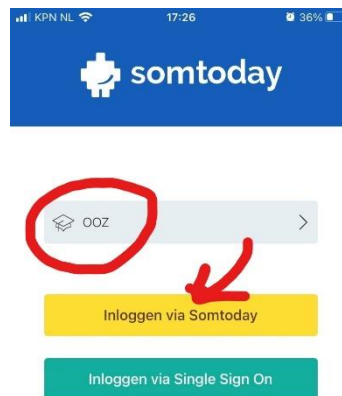 KPN NL 17:26 36%
somtoday
OOZ
Inloggen via Somtoday
Inloggen via Single Sign On